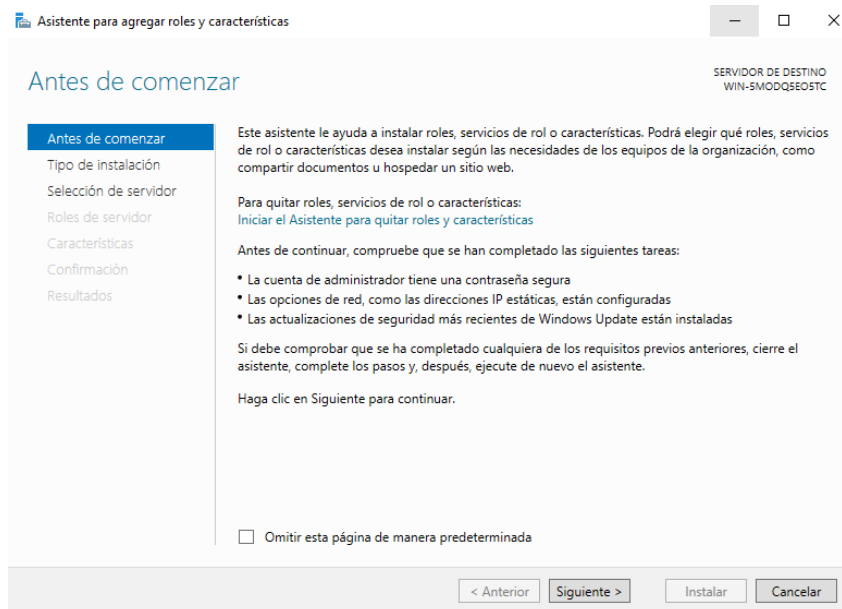 Asistente para agregar roles y características
Antes de comenzar
SERVIDOR DE DESTINO
WIN-5MODQ5EO5TC
Antes de comenzar
Tipo de instalación
Selección de servidor
Roles de servidor
Características
Confirmación
Resultados
Este asistente le ayuda a instalar roles, servicios de rol o características. Podrá elegir qué roles, servicios
de rol o características desea instalar según las necesidades de los equipos de la organización, como
compartir documentos u hospedar un sitio web.
Para quitar roles, servicios de rol o características:
Iniciar el Asistente para quitar roles y características
Antes de continuar, compruebe que se han completado las siguientes tareas:
• La cuenta de administrador tiene una contraseña segura
• Las opciones de red, como las direcciones IP estáticas, están configuradas
• Las actualizaciones de seguridad más recientes de Windows Update están instaladas
Si debe comprobar que se ha completado cualquiera de los requisitos previos anteriores, cierre el
asistente, complete los pasos y, después, ejecute de nuevo el asistente.
Haga clic en Siguiente para continuar.
Omitir esta página de manera predeterminada
< Anterior Siguiente > Instalar Cancelar